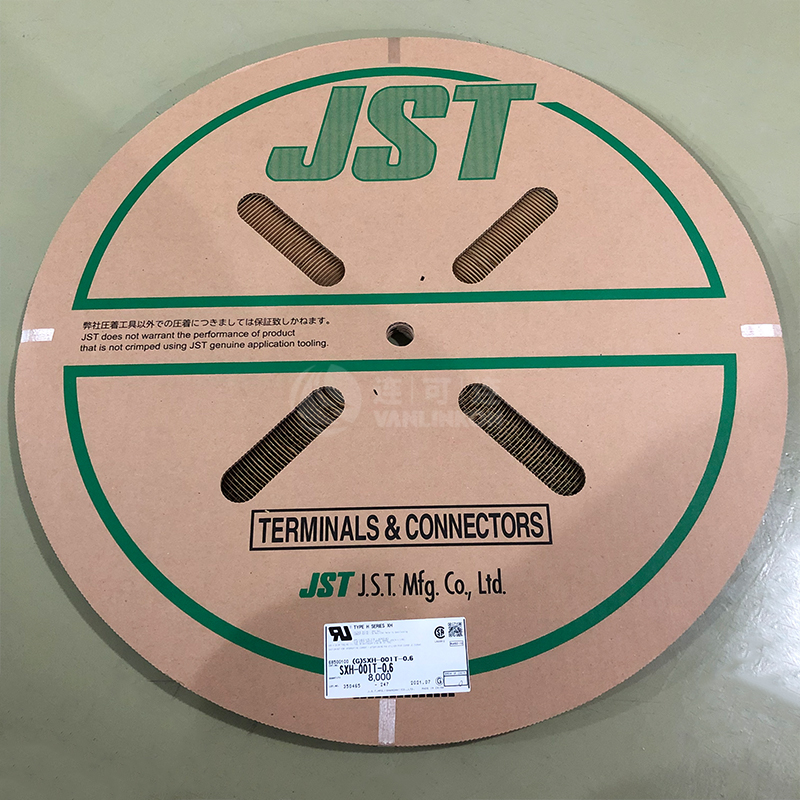 JST
弊社圧着工具以外での圧着につきましては保証致しかねます。
JST does not warrant the performance of product
that is not crimped using JST genuine application tooling.
TERMINALS & CONNECTORS
JST J.S.T. Mfg. Co., Ltd.
TYPE H SERIES XH
(G)SXH-001T-0.6
SXH-001T-0.6
8,000
350465 - 247 2021.07 G